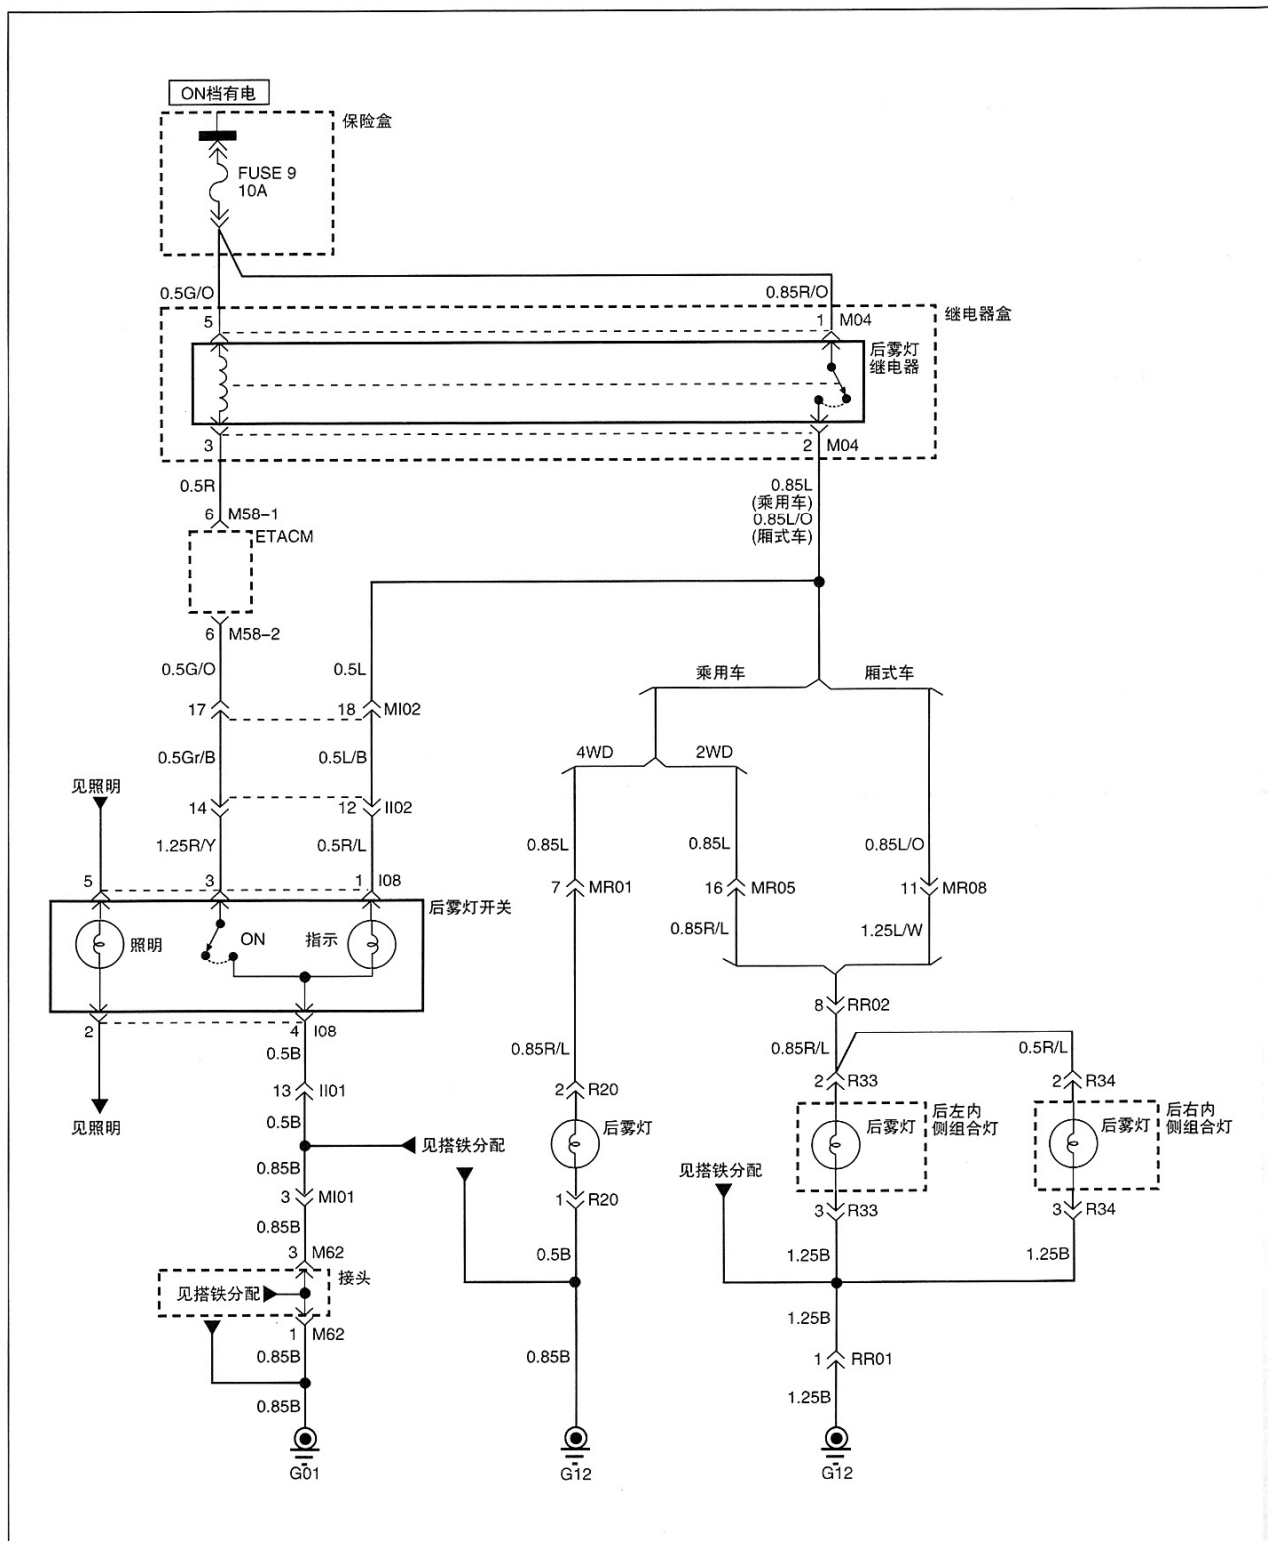 ON档有电
保险盒
FUSE 9
10A
0.5G/O
0.85R/O
继电器盒
5
1 M04
后雾灯
继电器
3
2 M04
0.5R
0.85L
(乘用车)
0.85L/O
(厢式车)
6 M58-1
ETACM
6 M58-2
0.5G/O
0.5L
乘用车
厢式车
17
18 MI02
4WD
2WD
0.5Gr/B
0.5L/B
见照明
14
12 II02
1.25R/Y
0.5R/L
0.85L
0.85L
0.85L/O
5
3
1 I08
7 MR01
16 MR05
11 MR08
后雾灯开关
照明
ON
指示
0.85R/L
1.25L/W
2
4 I08
8 RR02
0.5B
0.85R/L
0.85R/L
0.5R/L
13 II01
2 R20
2 R33
2 R34
0.5B
见照明
后雾灯
后雾灯
后左内
侧组合灯
后雾灯
后右内
侧组合灯
见搭铁分配
0.85B
见搭铁分配
3 MI01
1 R20
3 R33
3 R34
0.85B
3 M62
0.5B
1.25B
1.25B
接头
见搭铁分配
1.25B
1 M62
0.85B
0.85B
1 RR01
0.85B
1.25B
G01
G12
G12